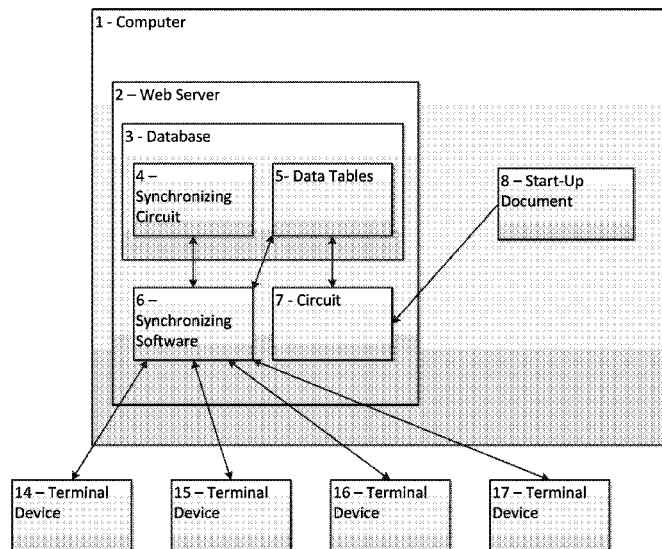 1 - Computer
2 – Web Server
3 - Database
4 –
Synchronizing
Circuit
5- Data Tables
8 – Start-Up
Document
6 –
Synchronizing
Software
7 - Circuit
14 – Terminal
Device
15 – Terminal
Device
16 – Terminal
Device
17 – Terminal
Device